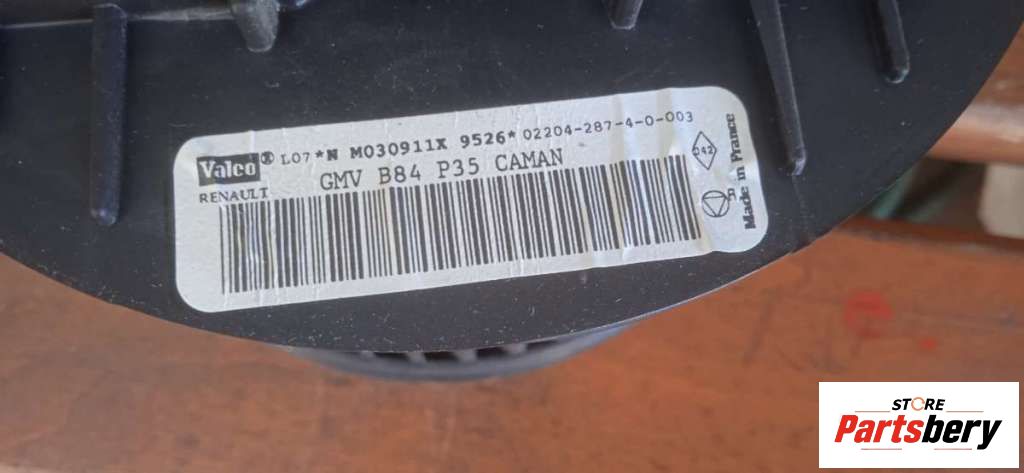 Valeo® L07*N M030911X 9526* 02204-287-4-0-003
RENAULT GMV B84 P35 CAMAN
042
Made in France
STORE
Partsbery